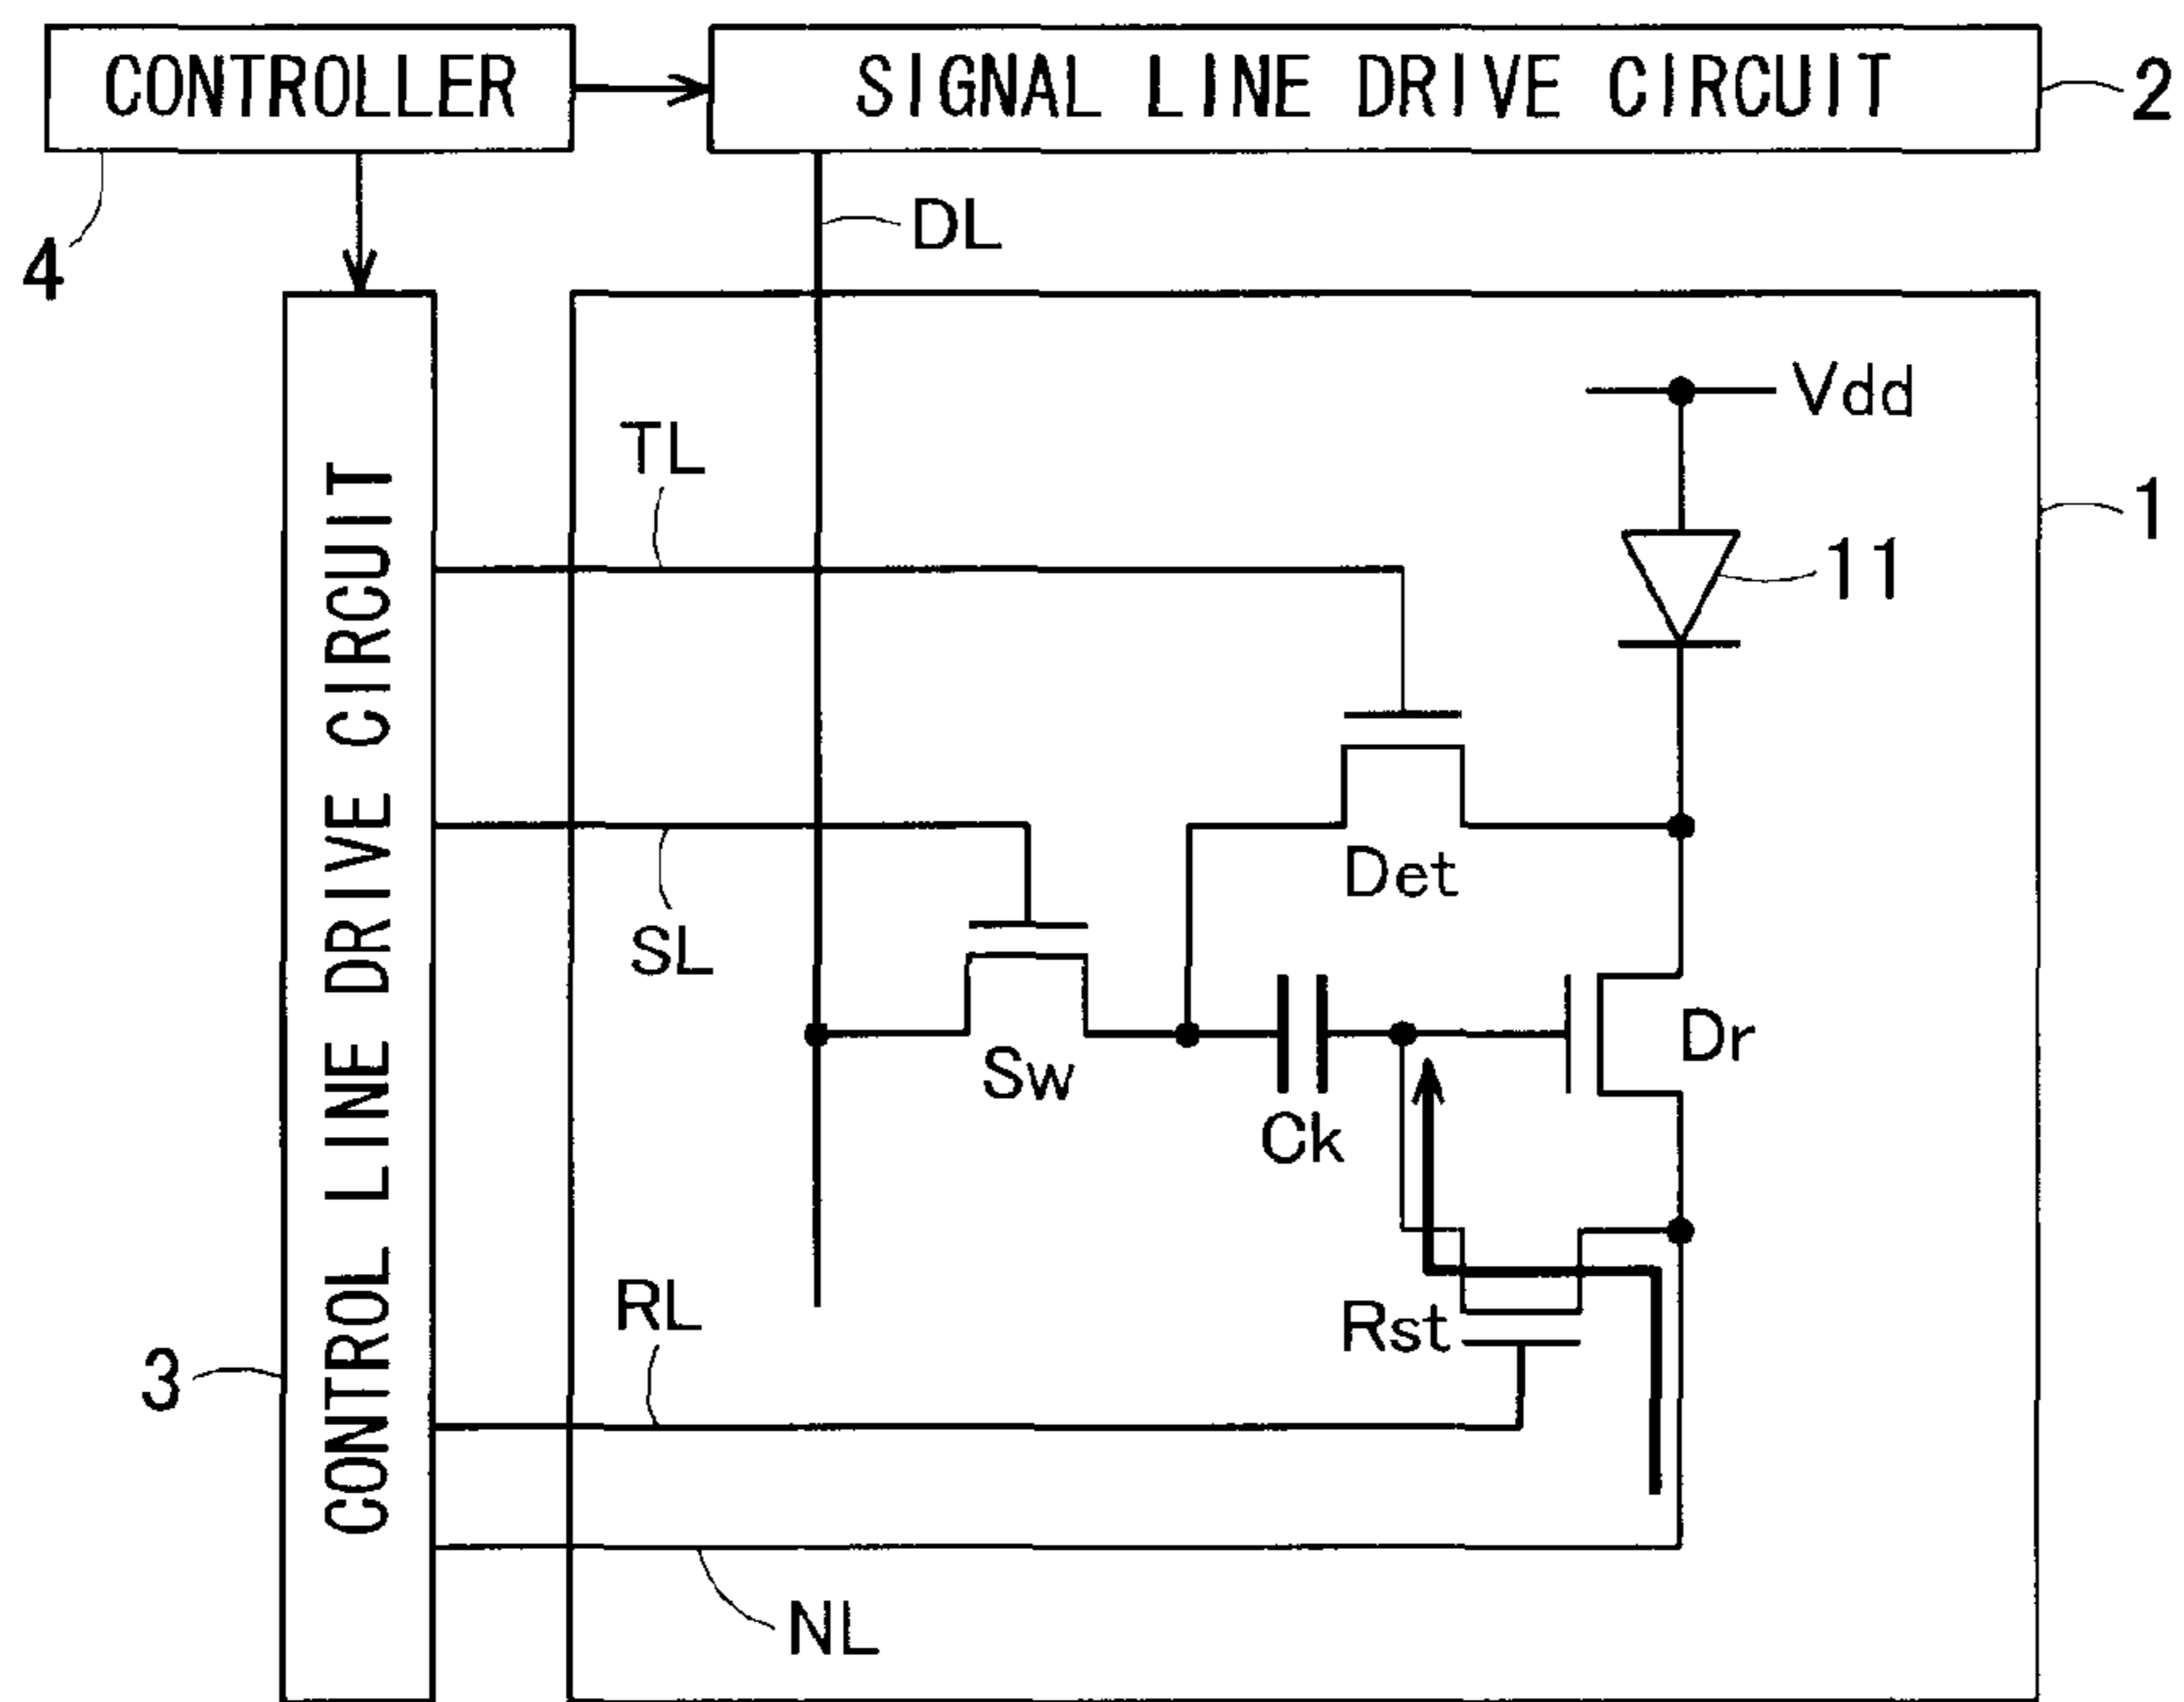 CONTROLLER
SIGNAL LINE DRIVE CIRCUIT
2
DL
4
Vdd
TL
1
11
CONTROL LINE DRIVE CIRCUIT
Det
SL
Dr
Sw
Ck
RL
Rst
3
NL